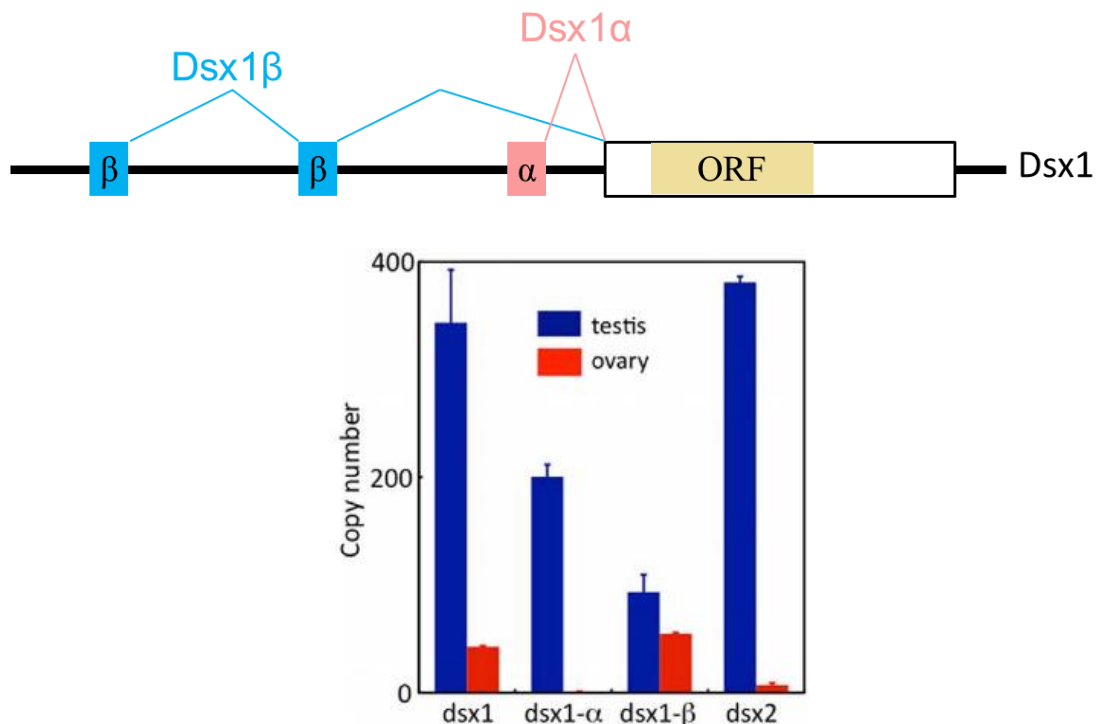 Dsx1α
Dsx1β
β β α ORF Dsx1
400
testis
ovary
Copy number
200
0
dsx1 dsx1-α dsx1-β dsx2